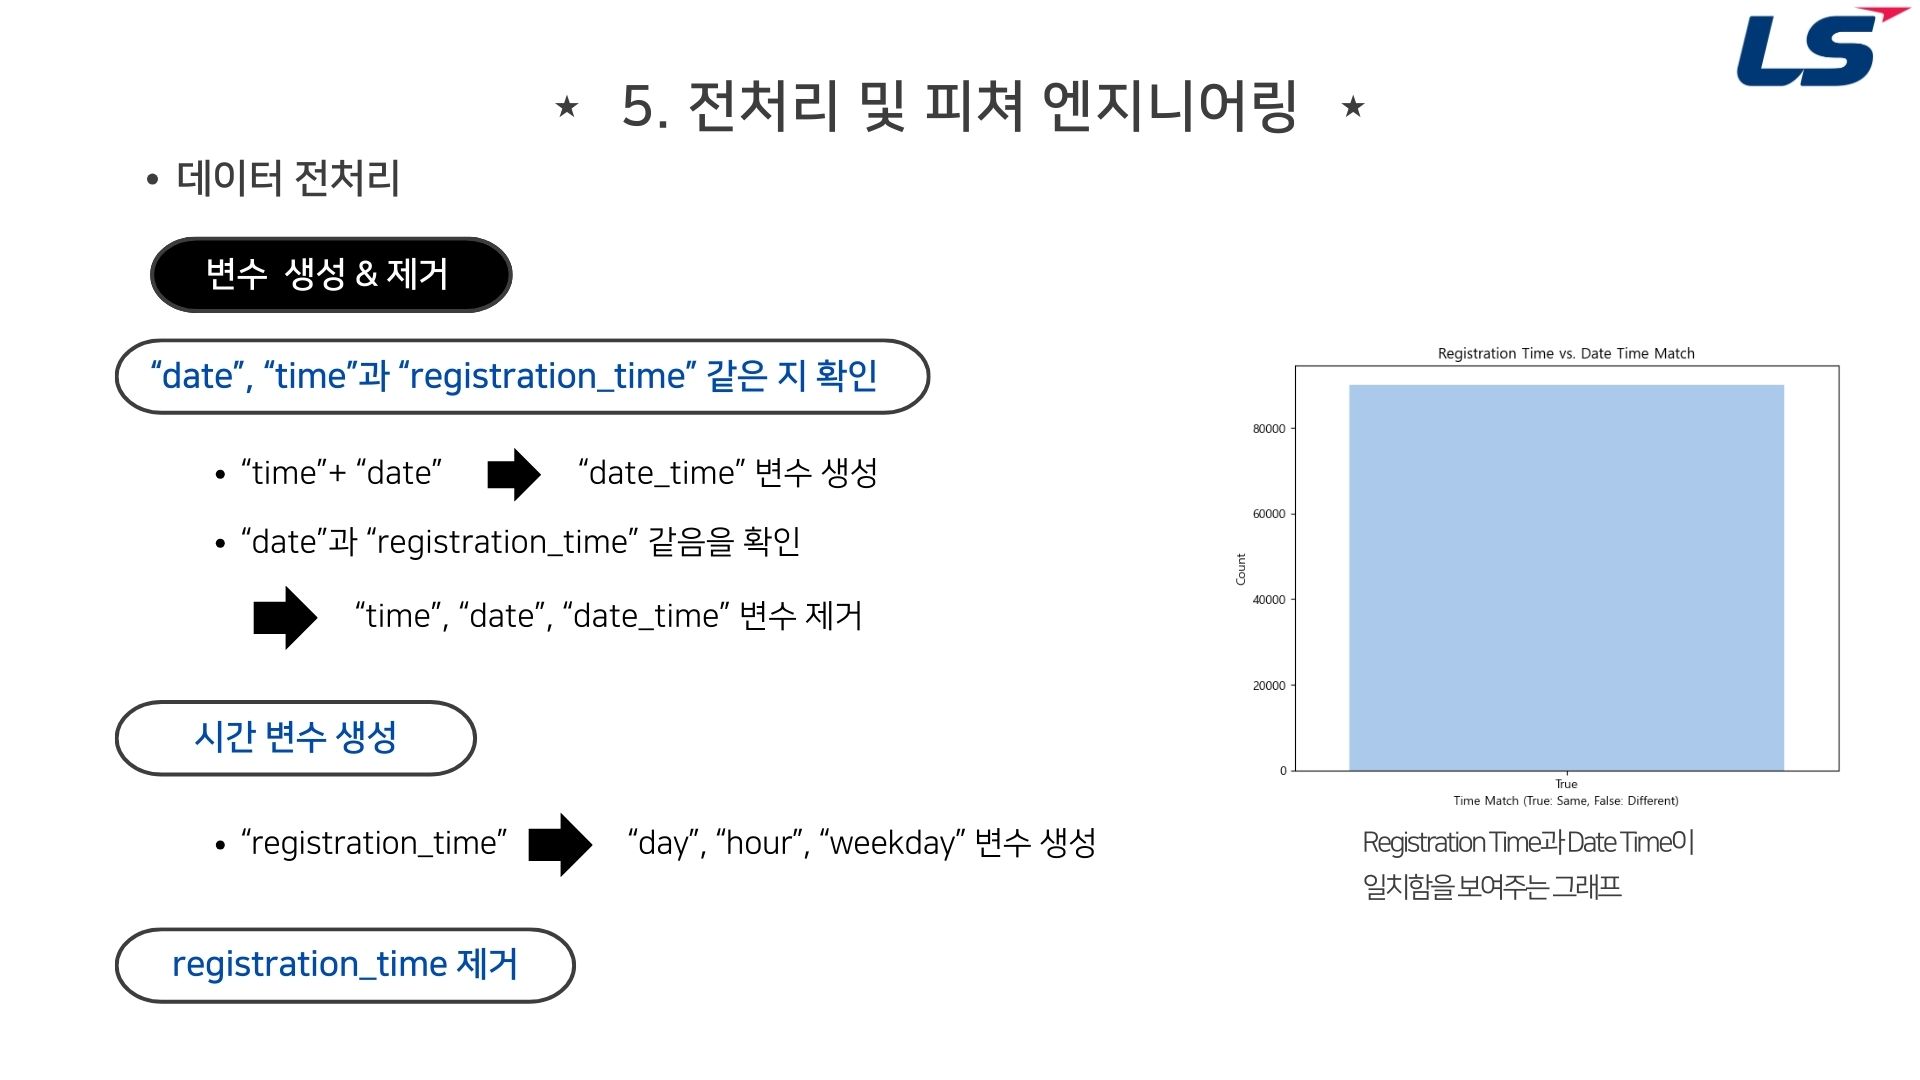 LS
★ 5. 전처리 및 피쳐 엔지니어링 ★
• 데이터 전처리
변수 생성 & 제거
“date”, “time”과 “registration_time” 같은 지 확인
• “time”+ “date” “date_time” 변수 생성
• “date”과 “registration_time” 같음을 확인
“time”, “date”, “date_time” 변수 제거
시간 변수 생성
• “registration_time” “day”, “hour”, “weekday” 변수 생성
registration_time 제거
Registration Time vs. Date Time Match
Count
80000
60000
40000
20000
0
True
Time Match (True: Same, False: Different)
Registration Time과 Date Time이
일치함을 보여주는 그래프